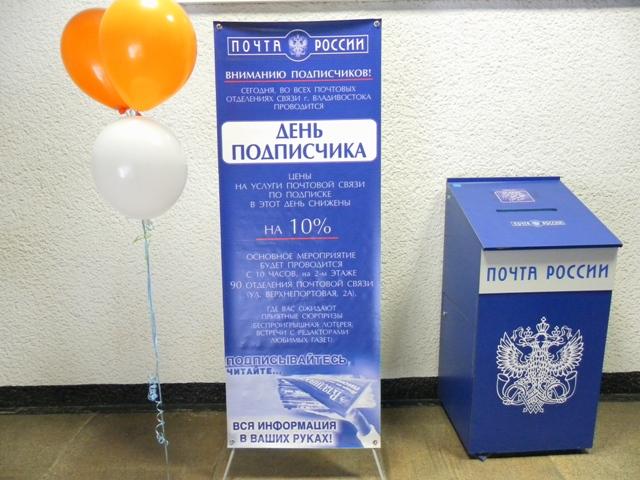 ПОЧТА РОССИИ
ВНИМАНИЮ ПОДПИСЧИКОВ!
СЕГОДНЯ, ВО ВСЕХ ПОЧТОВЫХ
ОТДЕЛЕНИЯХ СВЯЗИ г. ВЛАДИВОСТОКА
ПРОВОДИТСЯ
ДЕНЬ
ПОДПИСЧИКА
ЦЕНЫ
НА УСЛУГИ ПОЧТОВОЙ СВЯЗИ
ПО ПОДПИСКЕ
В ЭТОТ ДЕНЬ СНИЖЕНЫ
НА 10%
ОСНОВНОЕ МЕРОПРИЯТИЕ
БУДЕТ ПРОВОДИТСЯ
С 10 ЧАСОВ, на 2-м ЭТАЖЕ
90 ОТДЕЛЕНИЯ ПОЧТОВОЙ СВЯЗИ
(УЛ. ВЕРХНЕПОРТОВАЯ, 2А).
ГДЕ ВАС ОЖИДАЮТ
ПРИЯТНЫЕ СЮРПРИЗЫ
(БЕСПРОИГРЫШНАЯ ЛОТЕРЕЯ,
ВСТРЕЧИ С РЕДАКТОРАМИ
ЛЮБИМЫХ ГАЗЕТ).
ПОДПИСЫВАЙТЕСЬ,
ЧИТАЙТЕ...
ВСЯ ИНФОРМАЦИЯ
В ВАШИХ РУКАХ!
ПОЧТА РОССИИ
ПОЧТА РОССИИ